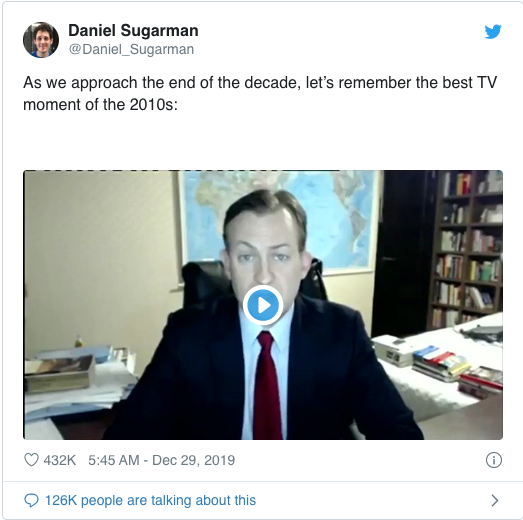 Daniel Sugarman
@Daniel_Sugarman
As we approach the end of the decade, let’s remember the best TV
moment of the 2010s:
432K 5:45 AM - Dec 29, 2019
126K people are talking about this